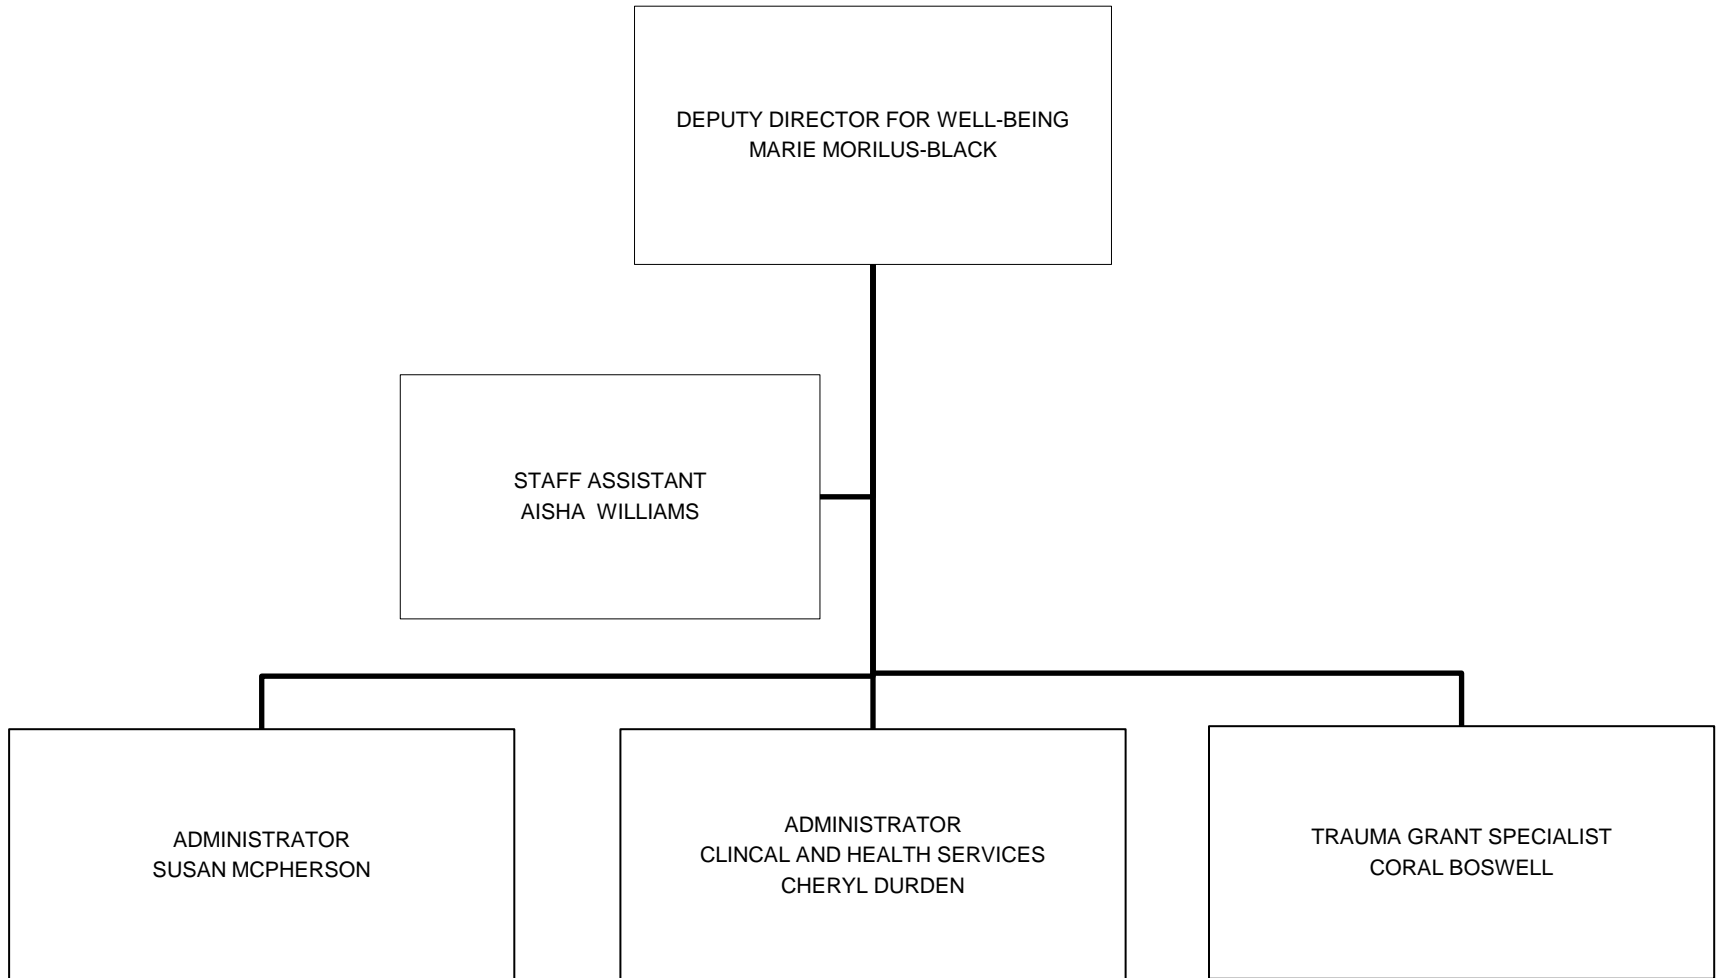 DEPUTY DIRECTOR FOR WELL-BEING
MARIE MORILUS-BLACK
STAFF ASSISTANT
AISHA  WILLIAMS
ADMINISTRATOR
SUSAN MCPHERSON
ADMINISTRATOR
CLINCAL AND HEALTH SERVICES
CHERYL DURDEN
TRAUMA GRANT SPECIALIST
CORAL BOSWELL